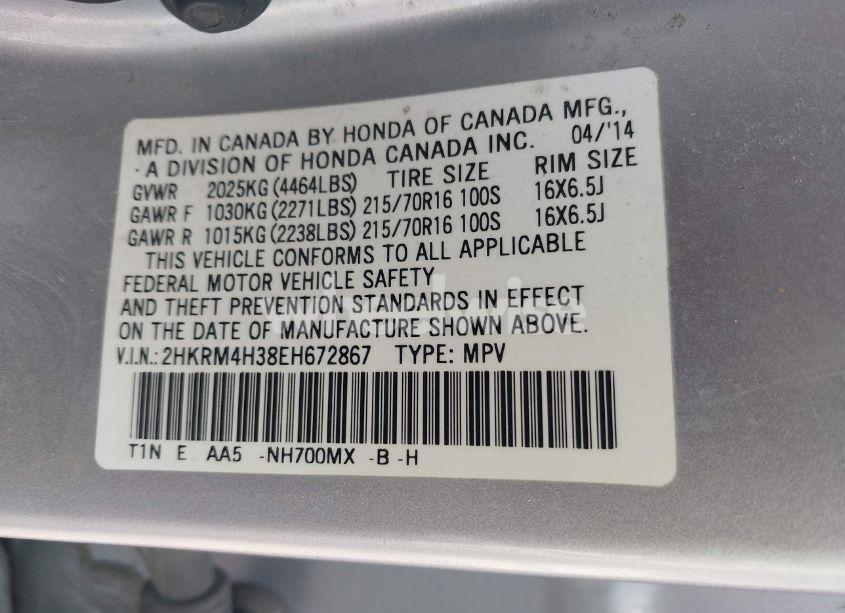 MFD. IN CANADA BY HONDA OF CANADA MFG.,
A DIVISION OF HONDA CANADA INC. 04/'14
GVWR 2025KG (4464LBS) TIRE SIZE RIM SIZE
GAWR F 1030KG (2271LBS) 215/70R16 100S 16X6.5J
GAWR R 1015KG (2238LBS) 215/70R16 100S 16X6.5J
THIS VEHICLE CONFORMS TO ALL APPLICABLE
FEDERAL MOTOR VEHICLE SAFETY
AND THEFT PREVENTION STANDARDS IN EFFECT
ON THE DATE OF MANUFACTURE SHOWN ABOVE.
V.I.N.: 2HKRM4H38EH672867 TYPE: MPV
T1N E AA5 -NH700MX -B -H